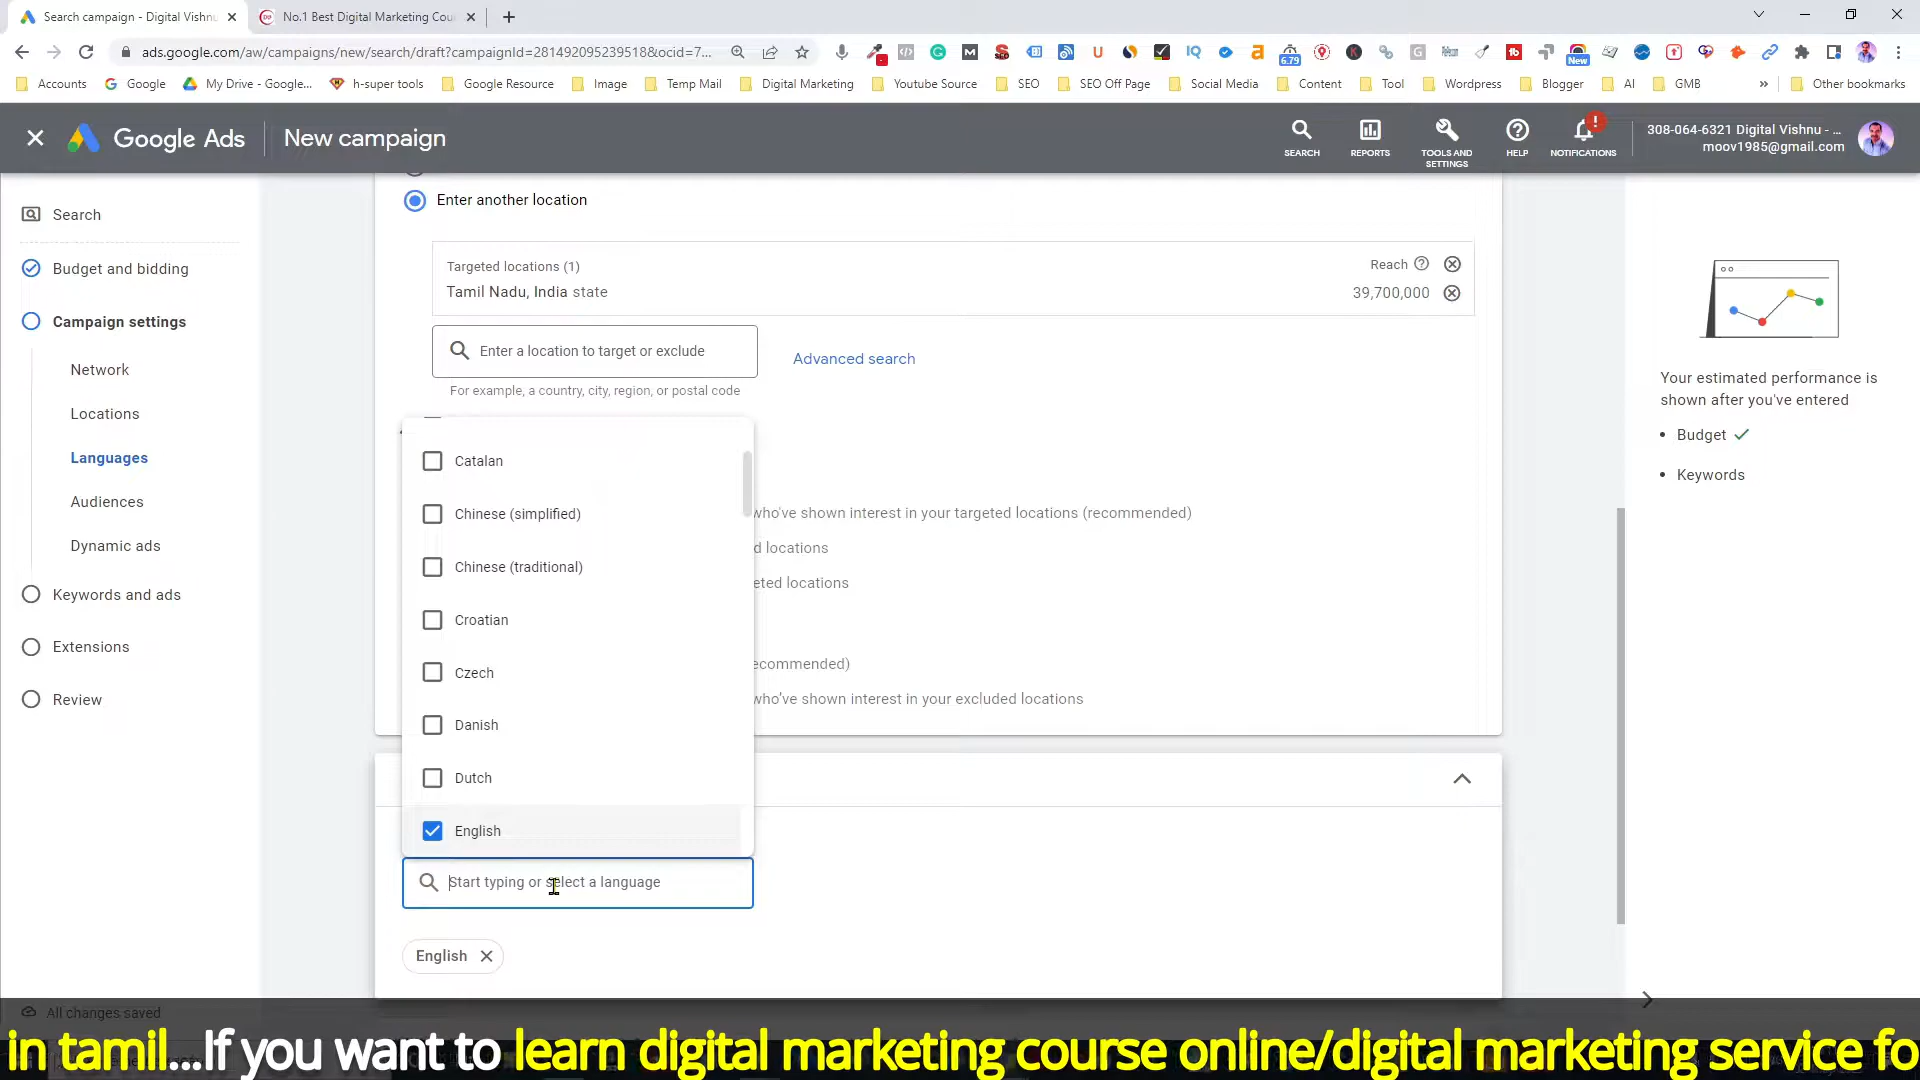 Search campaign - Digital Vishnu
No.1 Best Digital Marketing Cou
ads.google.com/aw/campaigns/new/search/draft?campaignId=281492095239518&ocid=7...
6.79
New
Accounts
Google
My Drive - Google...
h-super tools
Google Resource
Image
Temp Mail
Digital Marketing
Youtube Source
SEO
SEO Off Page
Social Media
Content
Tool
Wordpress
Blogger
AI
GMB
»
Other bookmarks
Google Ads
New campaign
SEARCH
REPORTS
TOOLS AND SETTINGS
HELP
NOTIFICATIONS
308-064-6321 Digital Vishnu - ...
moov1985@gmail.com
Search
Budget and bidding
Campaign settings
Network
Locations
Languages
Audiences
Dynamic ads
Keywords and ads
Extensions
Review
All changes saved
Enter another location
Targeted locations (1)
Reach
Tamil Nadu, India state
39,700,000
Enter a location to target or exclude
Advanced search
For example, a country, city, region, or postal code
who've shown interest in your targeted locations (recommended)
d locations
eted locations
ecommended)
who've shown interest in your excluded locations
Catalan
Chinese (simplified)
Chinese (traditional)
Croatian
Czech
Danish
Dutch
English
Start typing or select a language
English
Your estimated performance is
shown after you've entered
• Budget
• Keywords
in tamil...If you want to learn digital marketing course online/digital marketing service fo